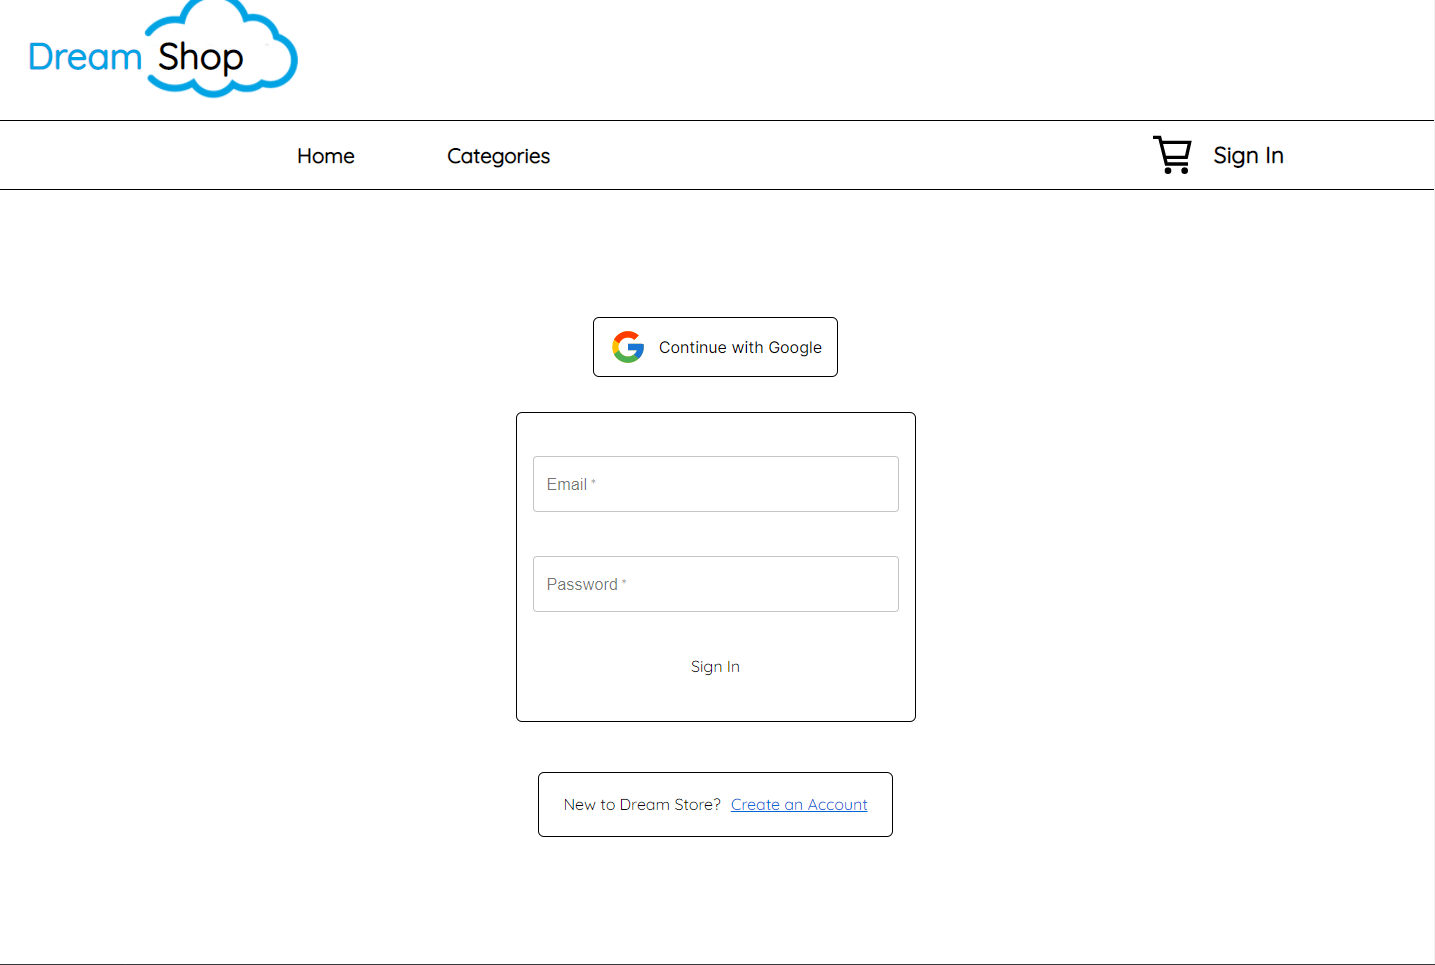 Dream Shop
Home Categories Sign In
Continue with Google
Email *
Password *
Sign In
New to Dream Store? Create an Account